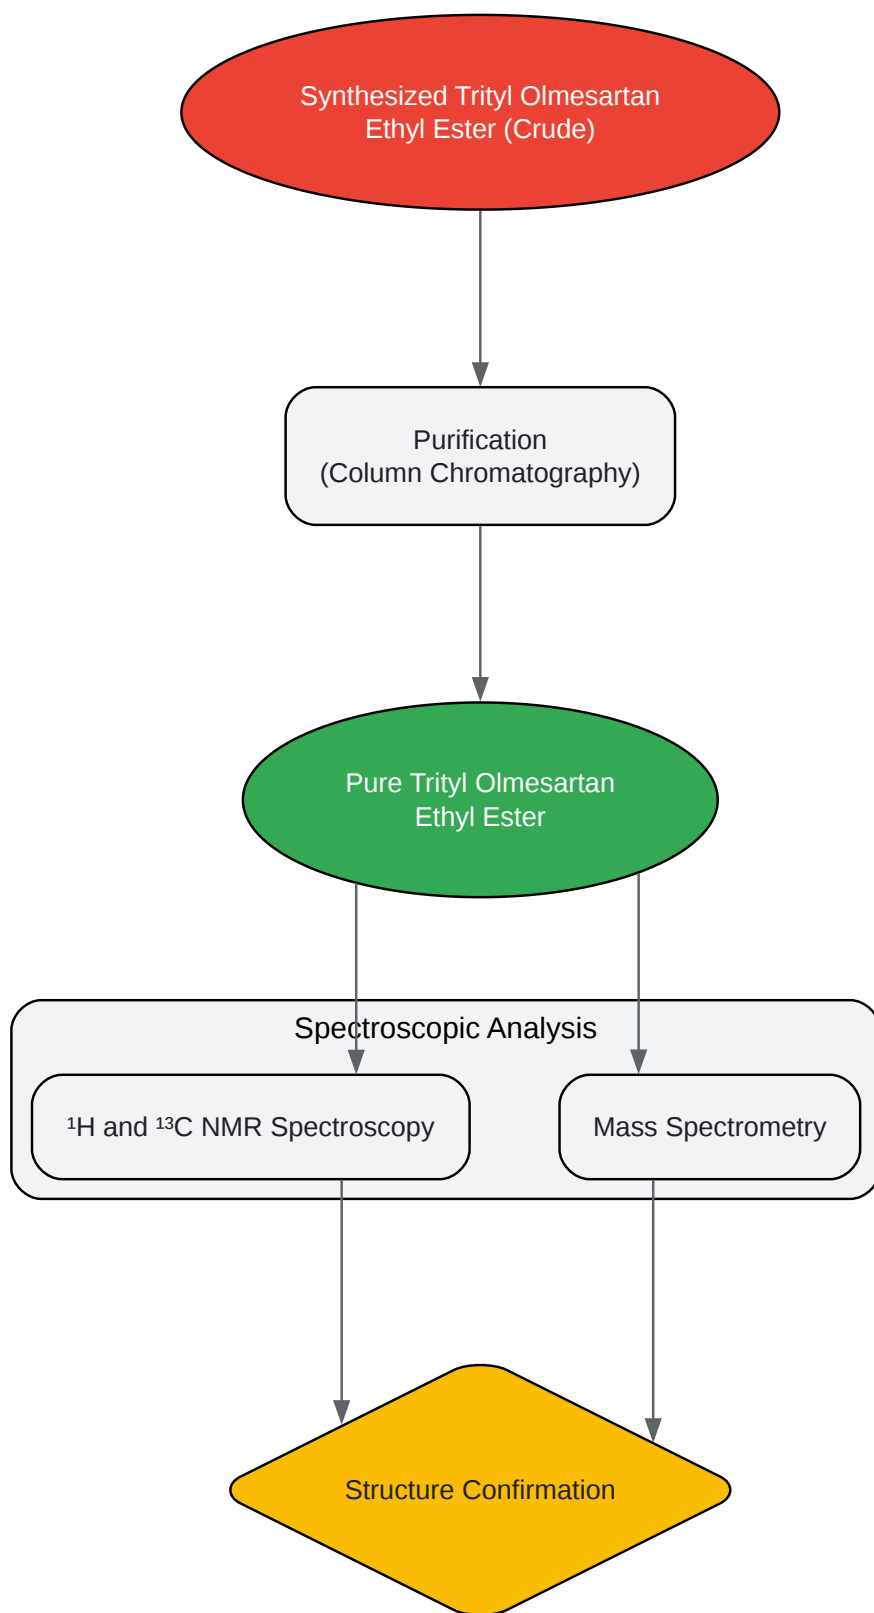 Synthesized Trityl Olmesartan
Ethyl Ester (Crude)
Purification
(Column Chromatography)
Pure Trityl Olmesartan
Ethyl Ester
Spectroscopic Analysis
¹H and ¹³C NMR Spectroscopy
Mass Spectrometry
Structure Confirmation